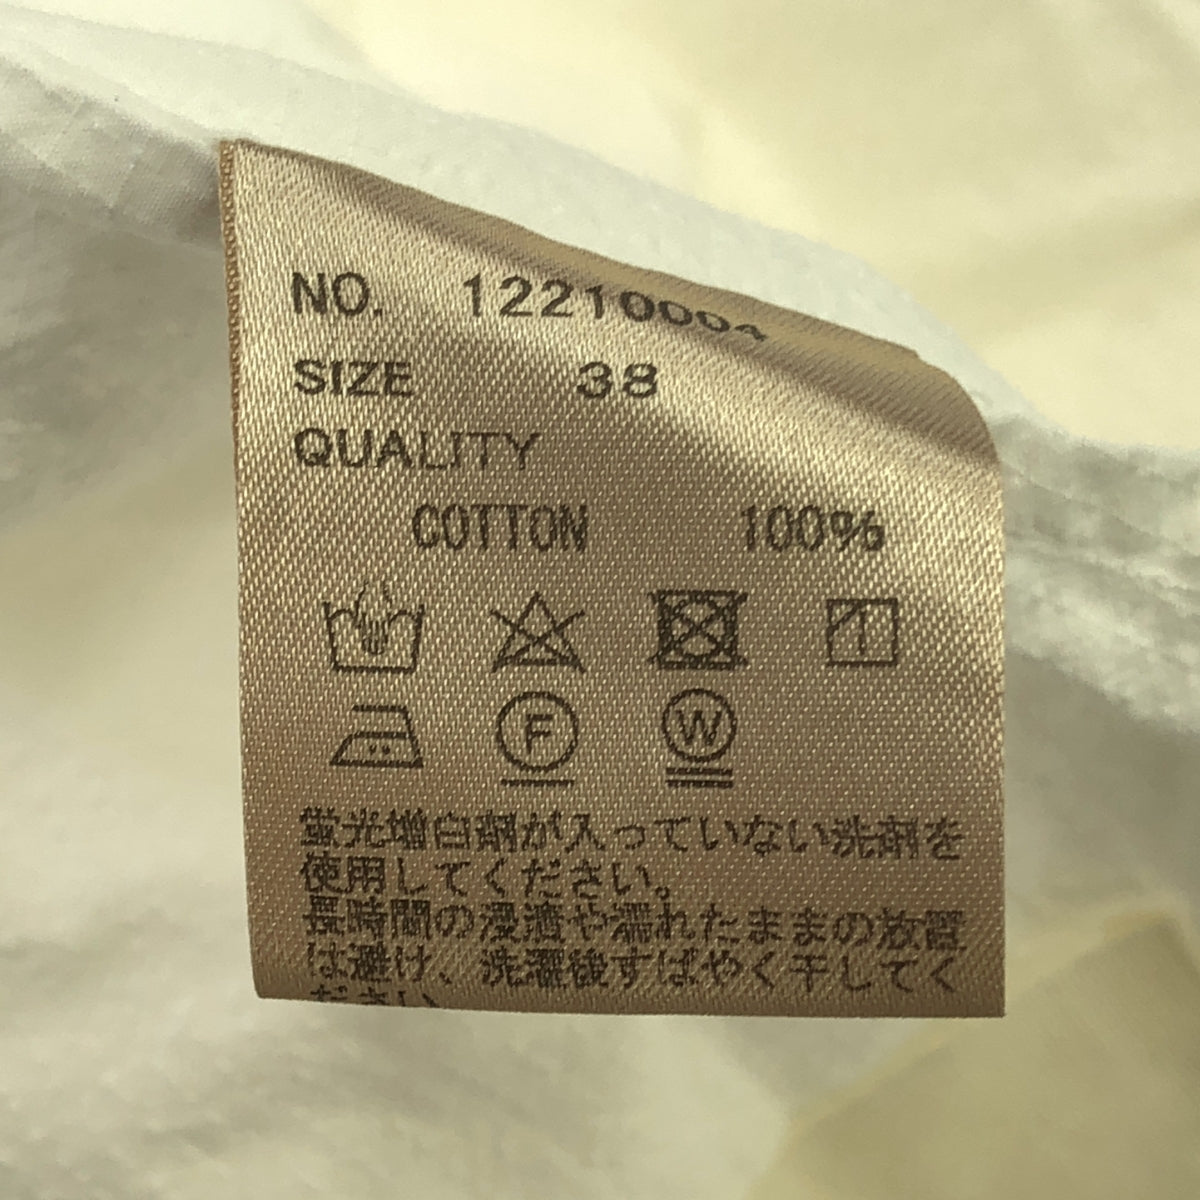 NO. 12210004
SIZE 38
QUALITY
COTTON 100%
F
W
蛍光増白剤が入っていない洗剤を
使用してください。
長時間の浸漬や濡れたままの放置
は避け、洗濯後すばやく干してく
ださい。